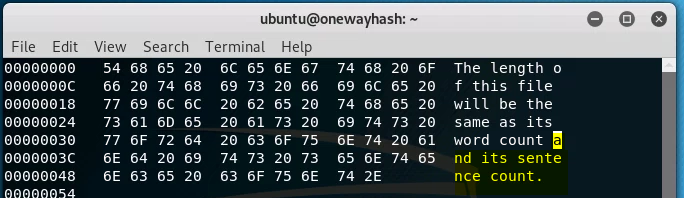 ubuntu@onewayhash: ~
File Edit View Search Terminal Help
00000000 54 68 65 20 6C 65 6E 67 74 68 20 6F The length o
0000000C 66 20 74 68 69 73 20 66 69 6C 65 20 f this file
00000018 77 69 6C 6C 20 62 65 20 74 68 65 20 will be the
00000024 73 61 6D 65 20 61 73 20 69 74 73 20 same as its
00000030 77 6F 72 64 20 63 6F 75 6E 74 20 61 word count a
0000003C 6E 64 20 69 74 73 20 73 65 6E 74 65 nd its sente
00000048 6E 63 65 20 63 6F 75 6E 74 2E nce count.
00000054